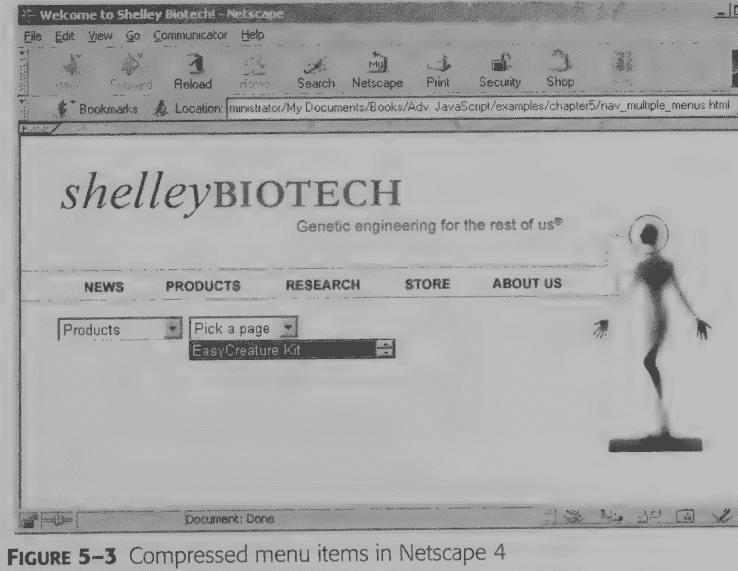 Welcome to Shelley Biotech! - Netscape
File Edit View Go Communicator Help
Reload Home Search Netscape Print Security Shop
Bookmarks Location: ministrator/My Documents/Books/Adv. JavaScript/examples/chapter5/nav_multiple_menus.html
shelleyBIOTECH
Genetic engineering for the rest of us®
NEWS PRODUCTS RESEARCH STORE ABOUT US
Products Pick a page
EasyCreature Kit
Document: Done
FIGURE 5–3 Compressed menu items in Netscape 4